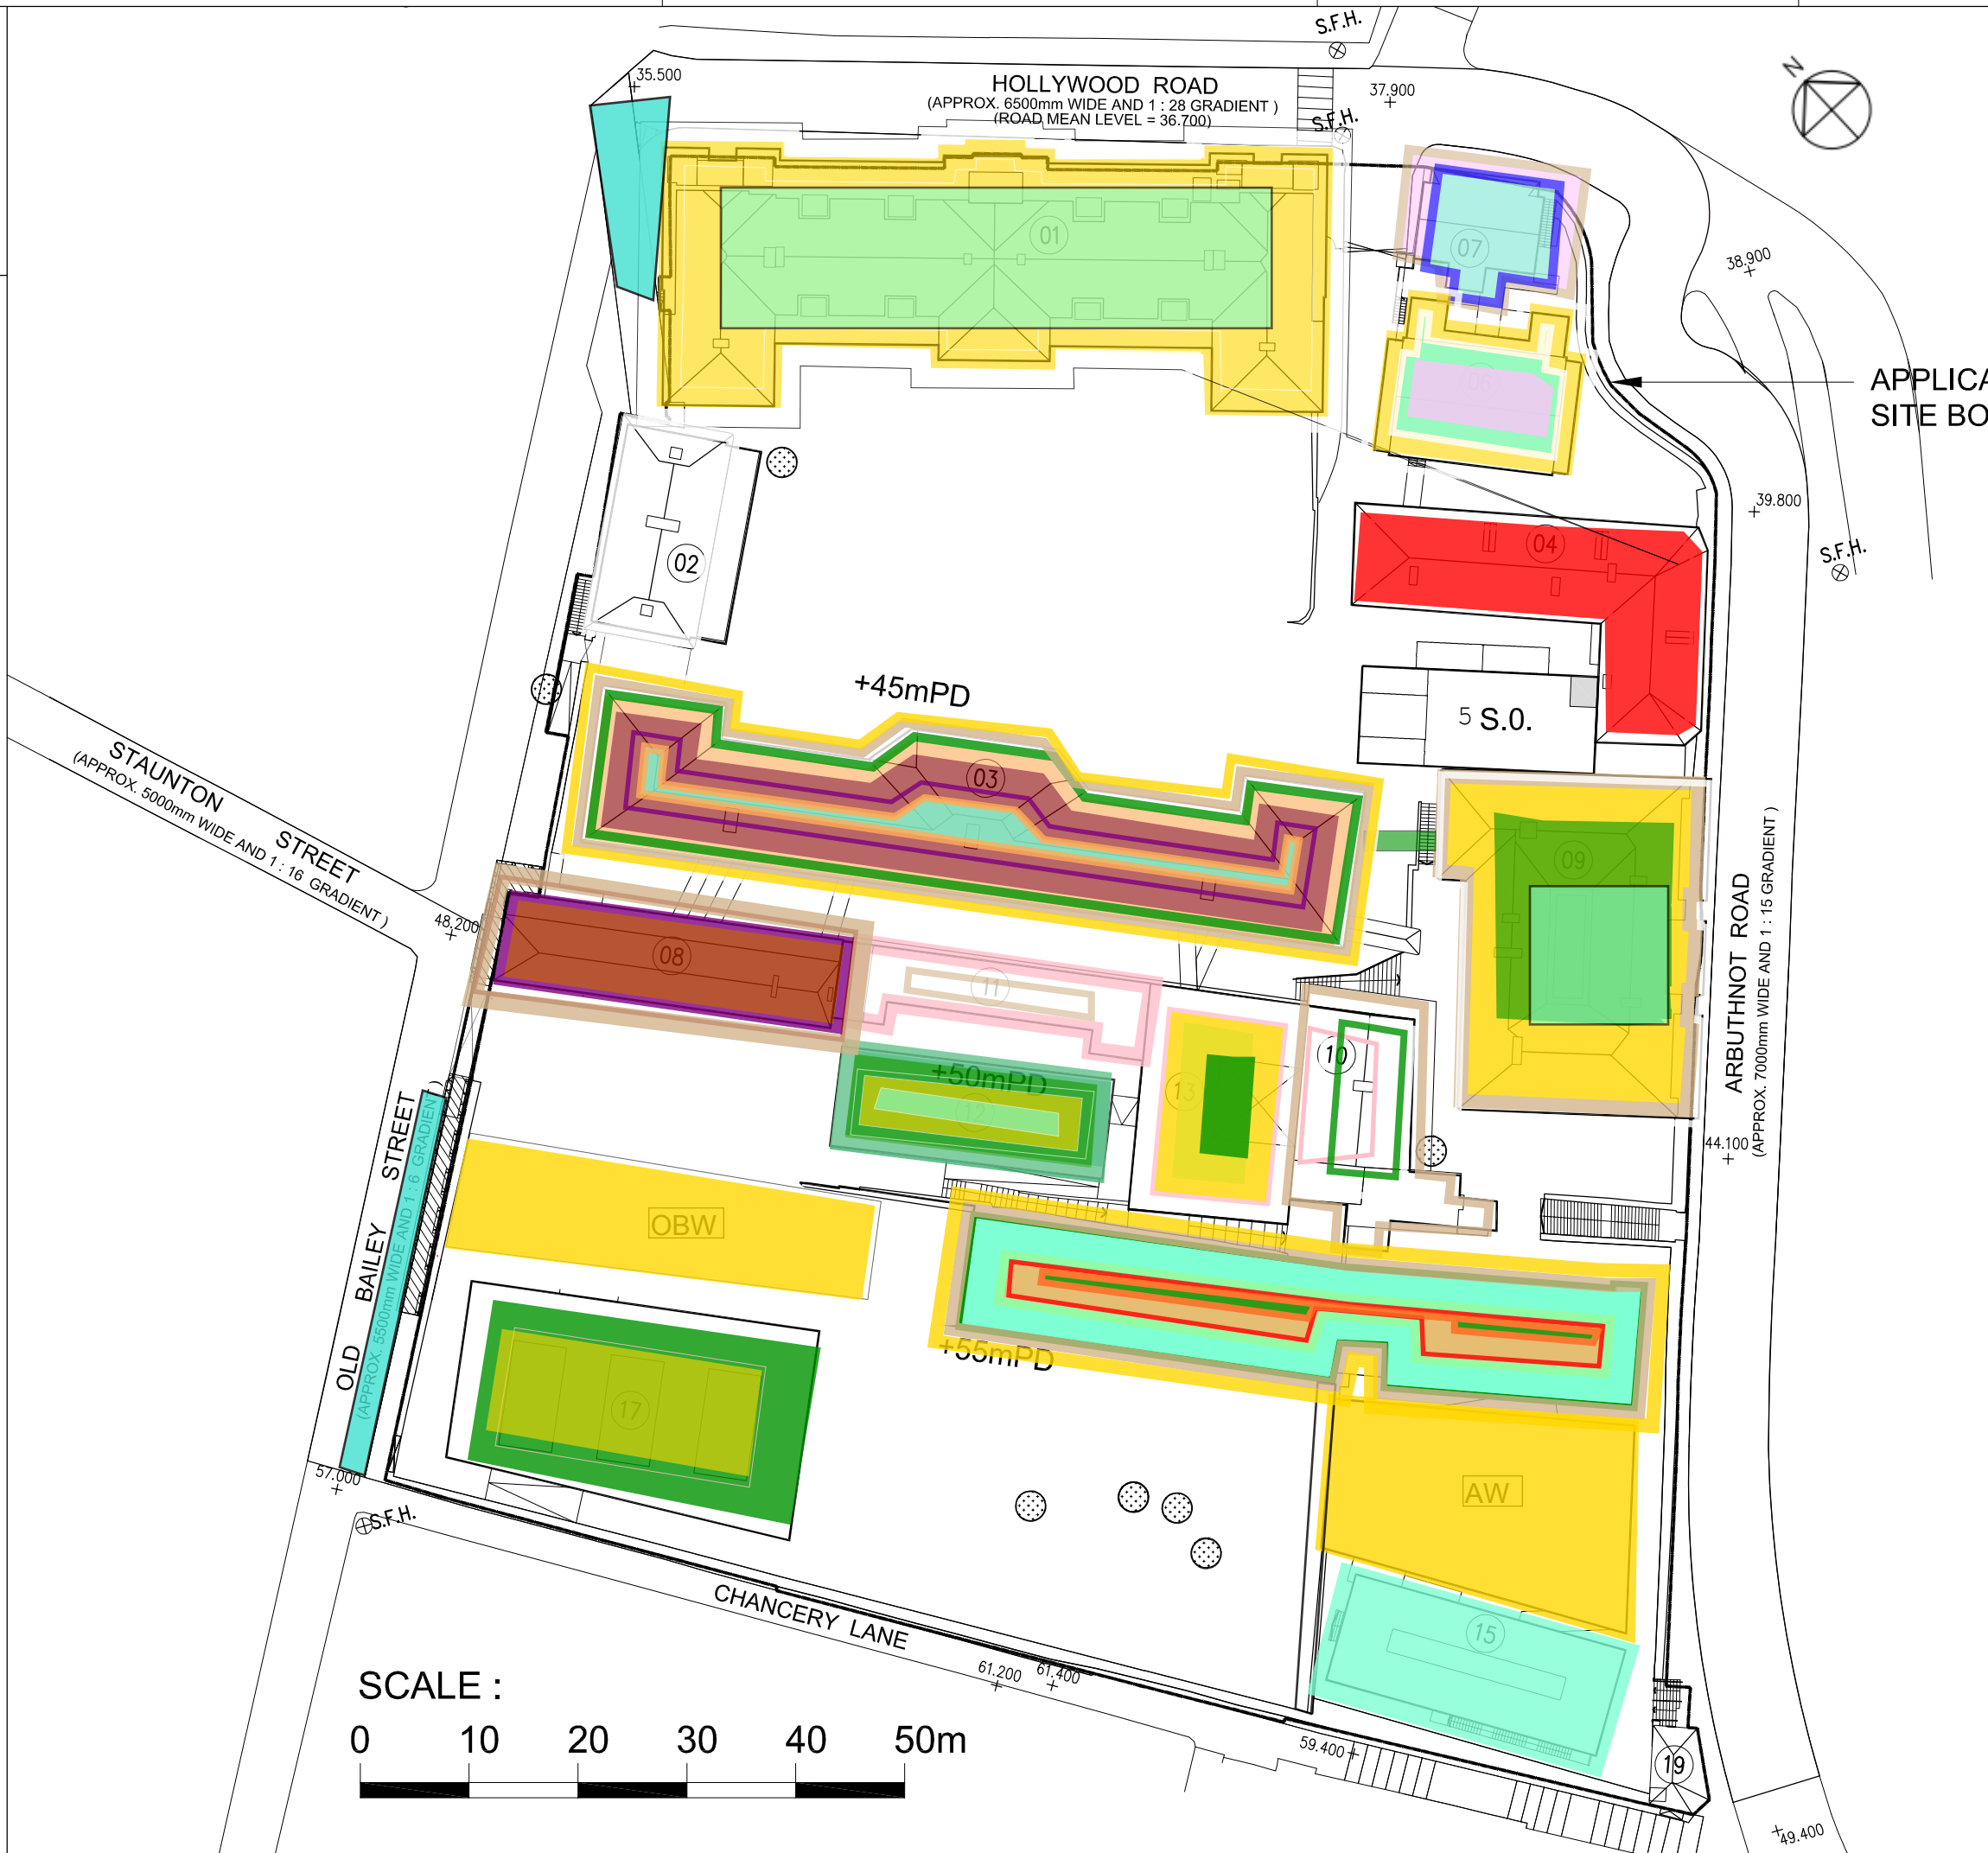 S.F.H.
N
35.500
HOLLYWOOD ROAD
(APPROX. 6500mm WIDE AND 1 : 28 GRADIENT )
(ROAD MEAN LEVEL = 36.700)
37.900
S.F.H.
01
07
38.900
APPLICA
SITE BO
39.800
02
04
S.F.H.
+45mPD
5 S.O.
03
STAUNTON STREET
(APPROX. 5000mm WIDE AND 1 : 16 GRADIENT )
09
48.200
08
11
ARBUTHNOT ROAD
(APPROX. 7000mm WIDE AND 1 : 15 GRADIENT )
10
+50mPD
12
13
44.100
OLD BAILEY STREET
(APPROX. 5500mm WIDE AND 1 : 6 GRADIENT )
OBW
+55mPD
17
57.000
S.F.H.
AW
CHANCERY LANE
15
61.200
61.400
59.400
19
49.400
SCALE :
0 10 20 30 40 50m